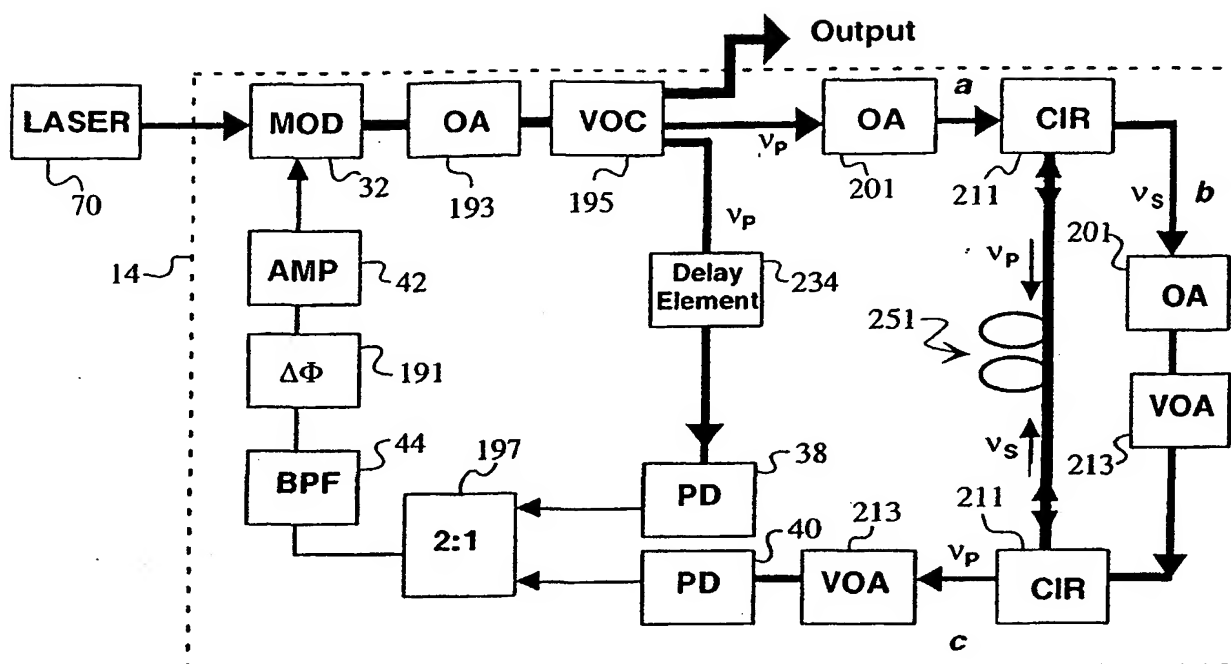 Output
LASER
70
MOD
32
OA
193
VOC
195
νP
OA
201
a
CIR
211
b
νS
201
OA
VOA
213
14
AMP
42
ΔΦ
191
BPF
44
197
2:1
νP
Delay
Element
234
νP
251
νS
PD
38
PD
40
213
VOA
νP
211
CIR
c